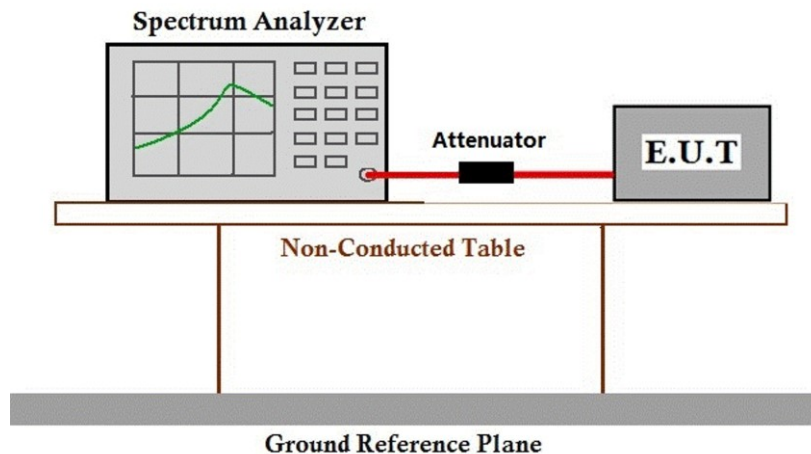 Spectrum Analyzer
Attenuator
E.U.T
Non-Conducted Table
Ground Reference Plane